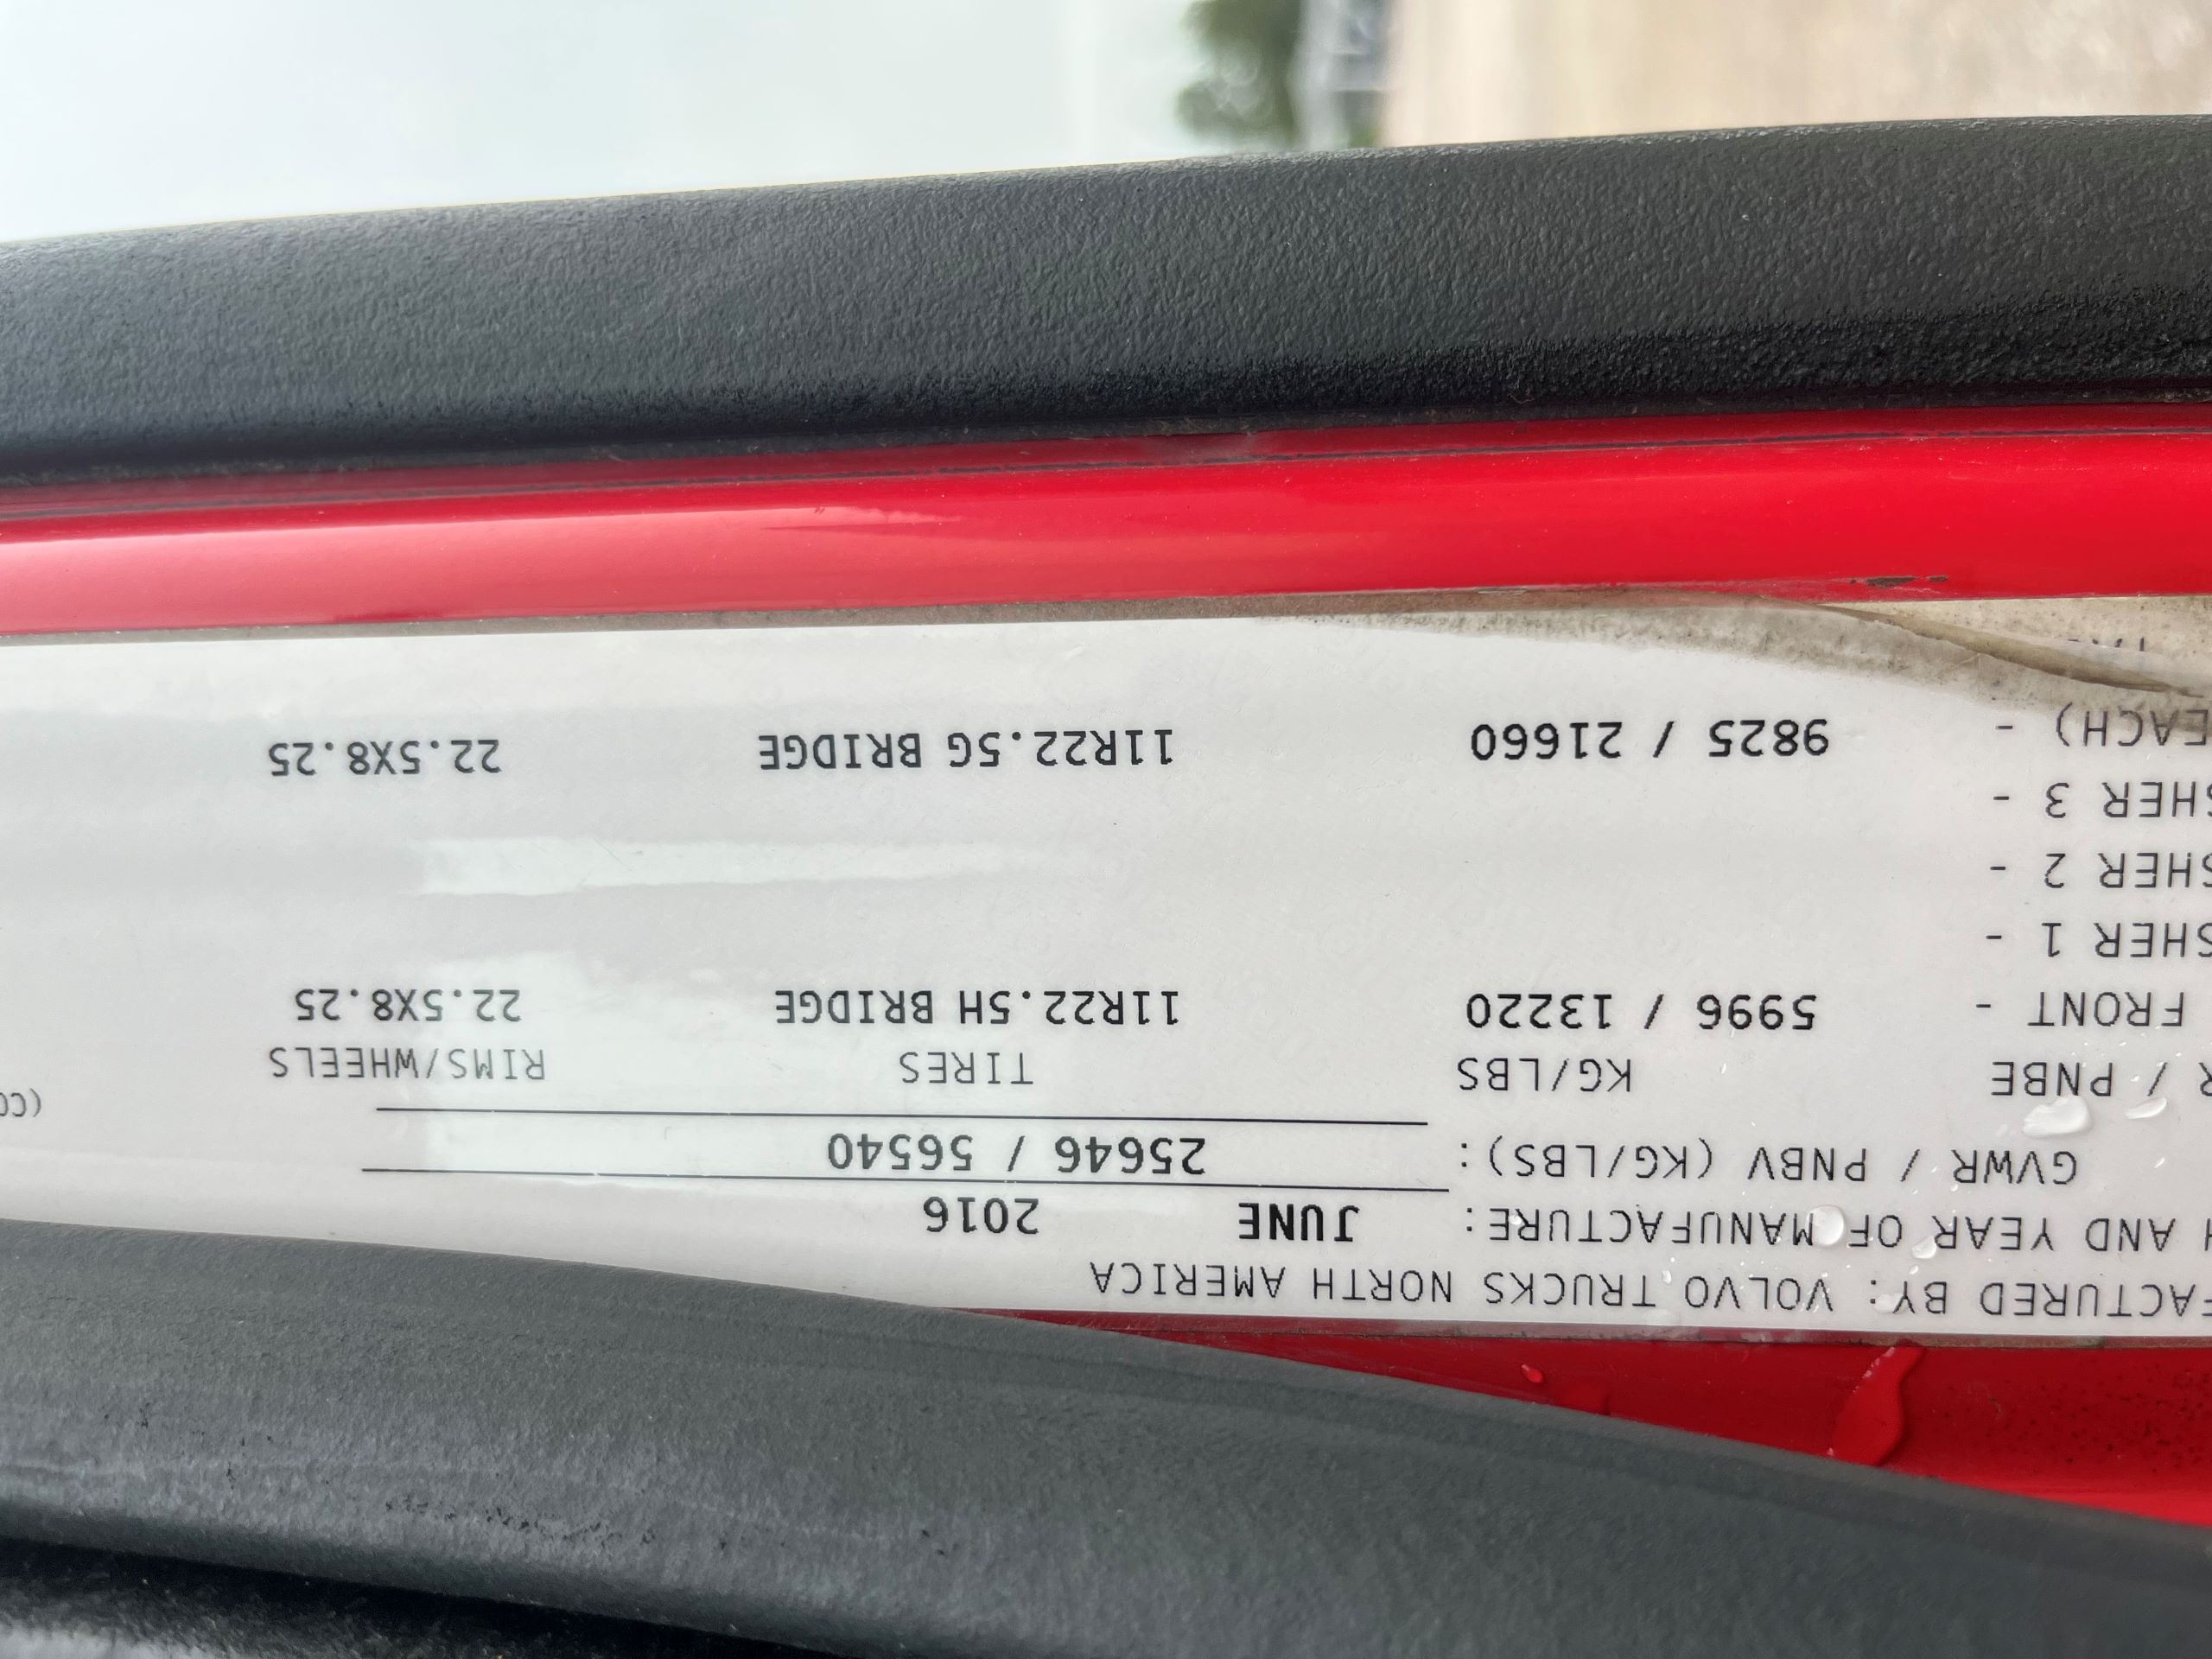 FACTURED BY: VOLVO TRUCKS NORTH AMERICA
H AND YEAR OF MANUFACTURE: JUNE 2016
GVWR / PNBV (KG/LBS): 25646 / 56540
R / PNBE KG/LBS TIRES RIMS/WHEELS (CO
FRONT - 5996 / 13220 11R22.5H BRIDGE 22.5X8.25
SHER 1 -
SHER 2 -
SHER 3 -
EACH) - 9825 / 21660 11R22.5G BRIDGE 22.5X8.25